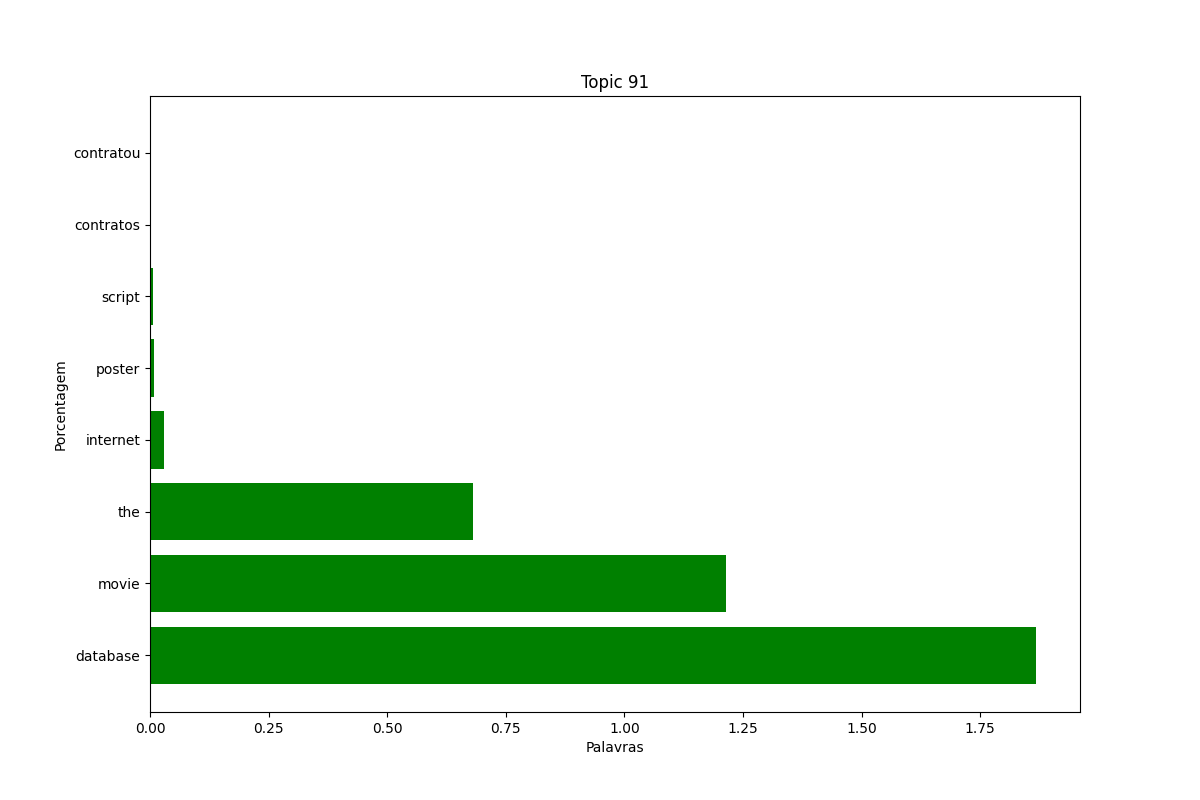 Topic 91
contratou
contratos
script
poster
internet
the
movie
database
Porcentagem
0.00 0.25 0.50 0.75 1.00 1.25 1.50 1.75
Palavras